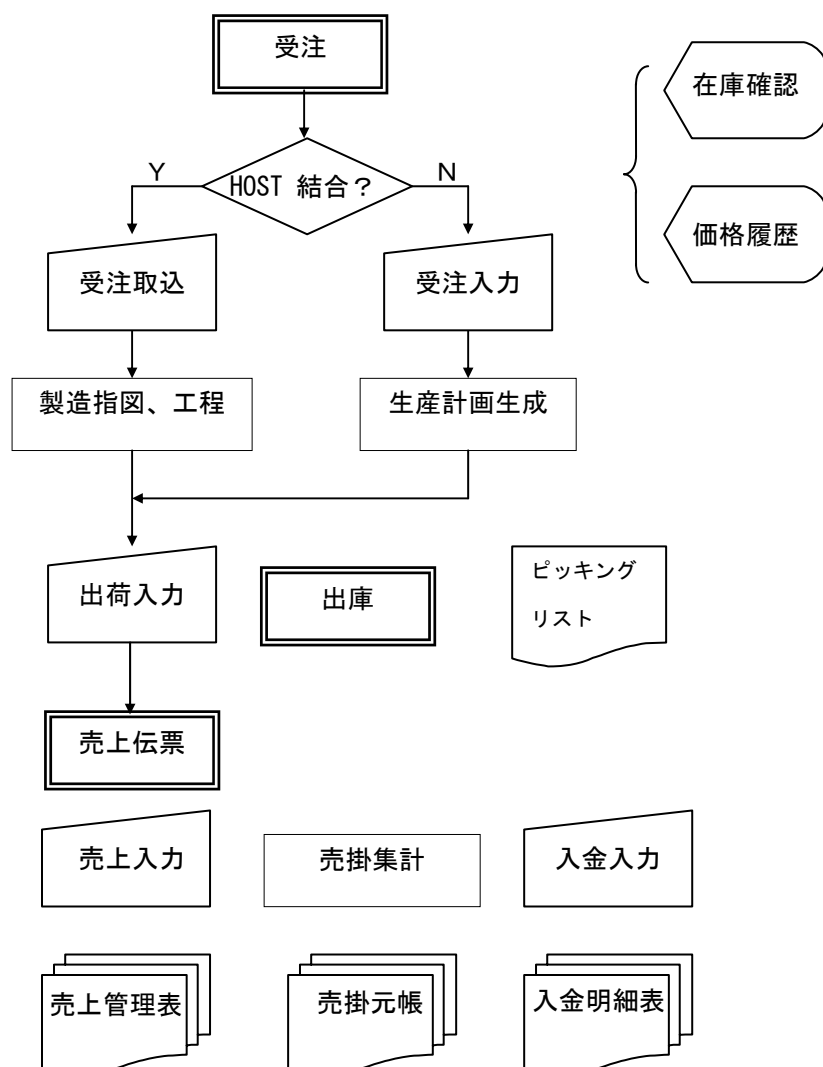 受注
在庫確認
HOST 結合？
Y
N
価格履歴
受注取込
受注入力
製造指図、工程
生産計画生成
出荷入力
出庫
ピッキング
リスト
売上伝票
売上入力
売掛集計
入金入力
売上管理表
売掛元帳
入金明細表